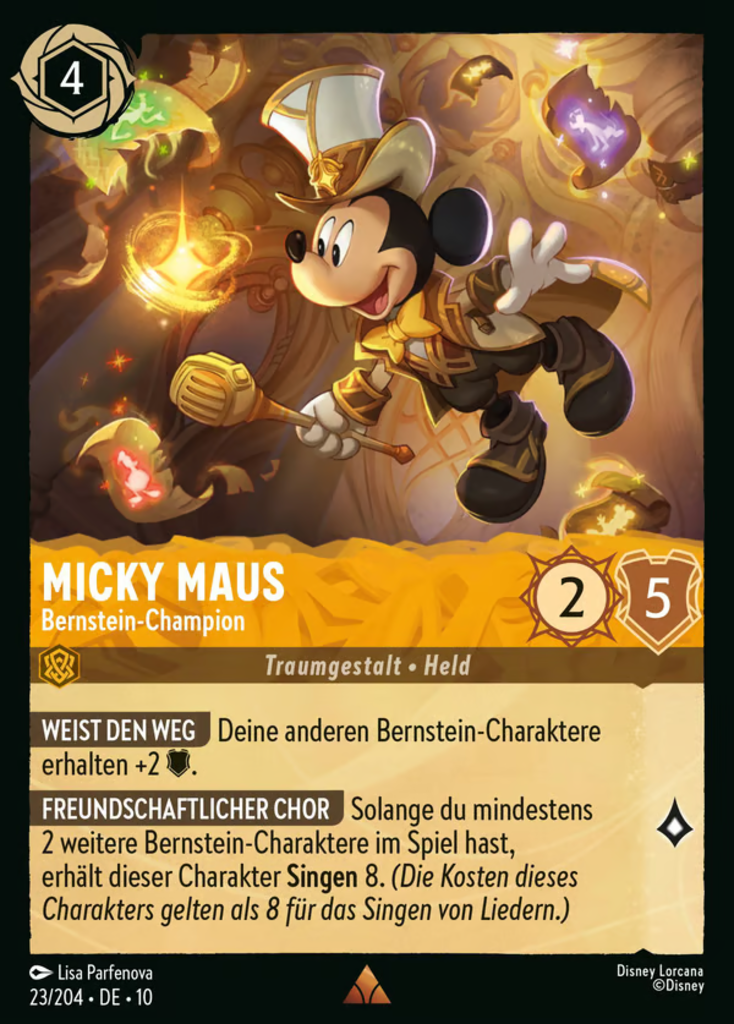 4
MICKY MAUS
Bernstein-Champion
2
5
Traumgestalt • Held
WEIST DEN WEG Deine anderen Bernstein-Charaktere
erhalten +2 .
FREUNDSCHAFTLICHER CHOR Solange du mindestens
2 weitere Bernstein-Charaktere im Spiel hast,
erhält dieser Charakter Singen 8. (Die Kosten dieses
Charakters gelten als 8 für das Singen von Liedern.)
Lisa Parfenova
23/204 • DE • 10
Disney Lorcana
©Disney